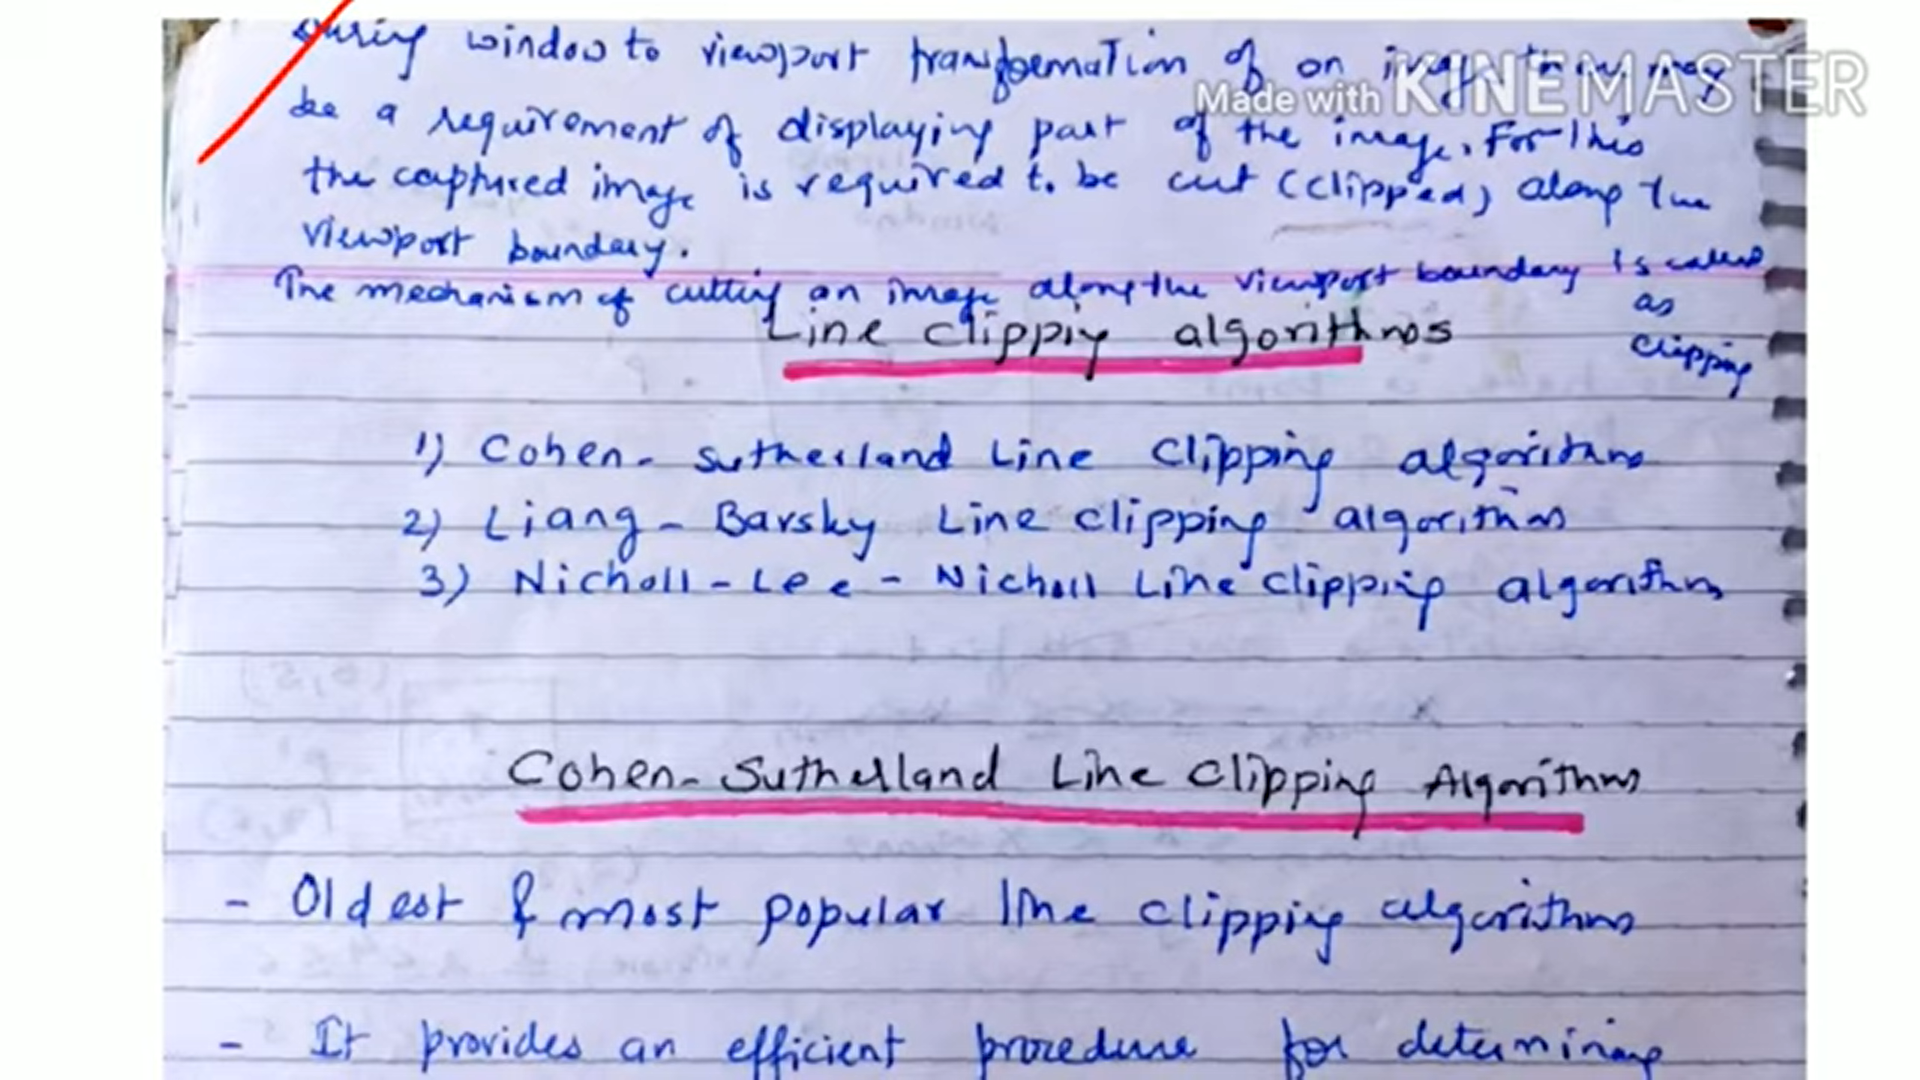 During window to viewport transformation of an image there may
be a requirement of displaying part of the image. For this
the captured image is required to be cut (clipped) along the
viewport boundary.
The mechanism of cutting an image along the viewport boundary is called
as
clipping
Line clipping algorithms
1) Cohen - Sutherland Line Clipping algorithm
2) Liang - Barsky Line clipping algorithm
3) Nicholl - Lee - Nicholl Line clipping algorithm
Cohen - Sutherland Line Clipping Algorithm
- Oldest & most popular line clipping algorithm
- It provides an efficient procedure for determining
Made with KINEMASTER